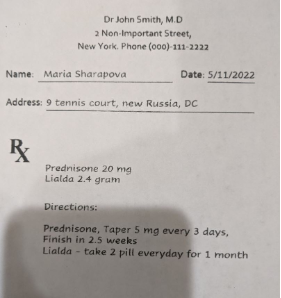 Dr John Smith, M.D
2 Non-Important Street,
New York. Phone (000)-111-2222
Name: Maria Sharapova Date: 5/11/2022
Address: 9 tennis court, new Russia, DC
Rx
Prednisone 20 mg
Lialda 2.4 gram
Directions:
Prednisone, Taper 5 mg every 3 days,
Finish in 2.5 weeks
Lialda - take 2 pill everyday for 1 month